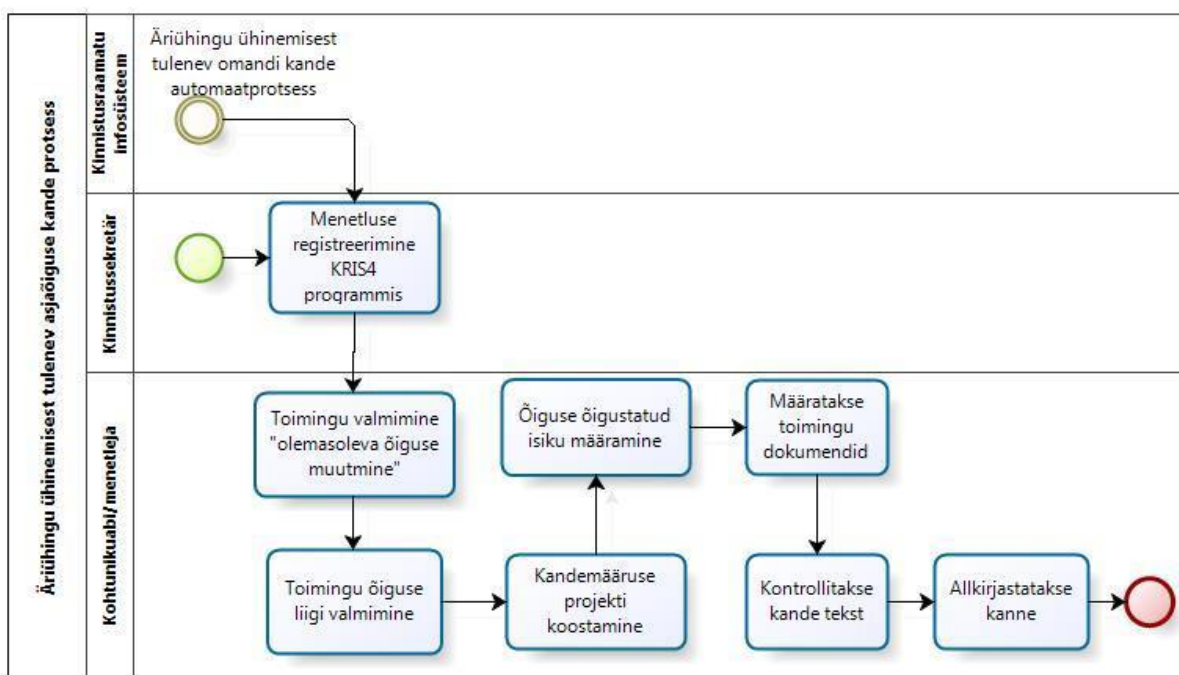 Äriühingu ühinemisest tulenev asjaõiguse kande protsess
Kinnistusraamatu
infosüsteem
Äriühingu ühinemisest
tulenev omandi kande
automaatprotsess
Kinnistussekretär
Menetluse
registreerimine
KRIS4
programmis
Kohtunikuabi/menetleja
Toimingu valmimine
"olemasoleva õiguse
muutmine"
Toimingu õiguse
liigi valmimine
Kandemääruse
projekti
koostamine
Õiguse õigustatud
isiku määramine
Määratakse
toimingu
dokumendid
Kontrollitakse
kande tekst
Allkirjastatakse
kanne